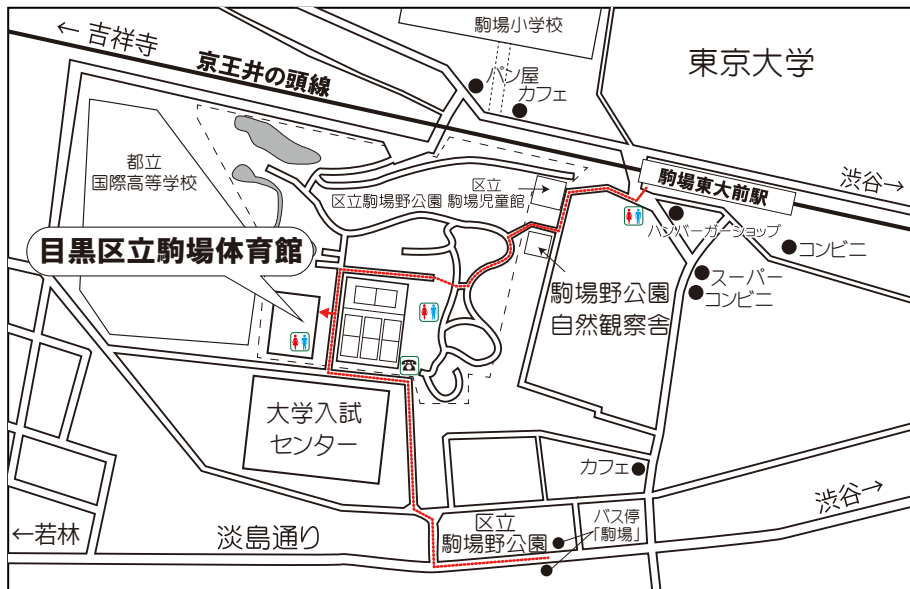 駒場小学校
← 吉祥寺
京王井の頭線
パン屋
カフェ
東京大学
都立
国際高等学校
区立
区立駒場野公園 駒場児童館
駒場東大前駅
渋谷→
ハンバーガーショップ
コンビニ
目黒区立駒場体育館
スーパー
コンビニ
駒場野公園
自然観察舎
大学入試
センター
カフェ
渋谷→
←若林
淡島通り
区立
駒場野公園
バス停
「駒場」